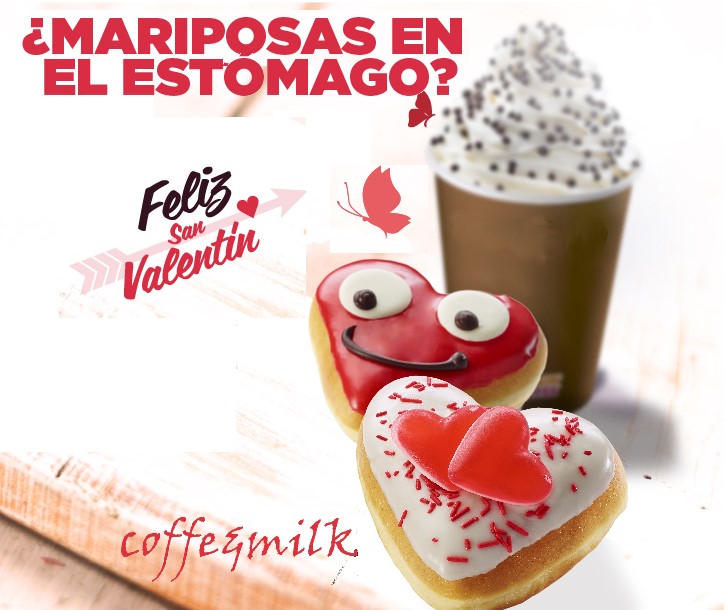 ¿MARIPOSAS EN
EL ESTÓMAGO?
Feliz
San
Valentín
coffe&milk